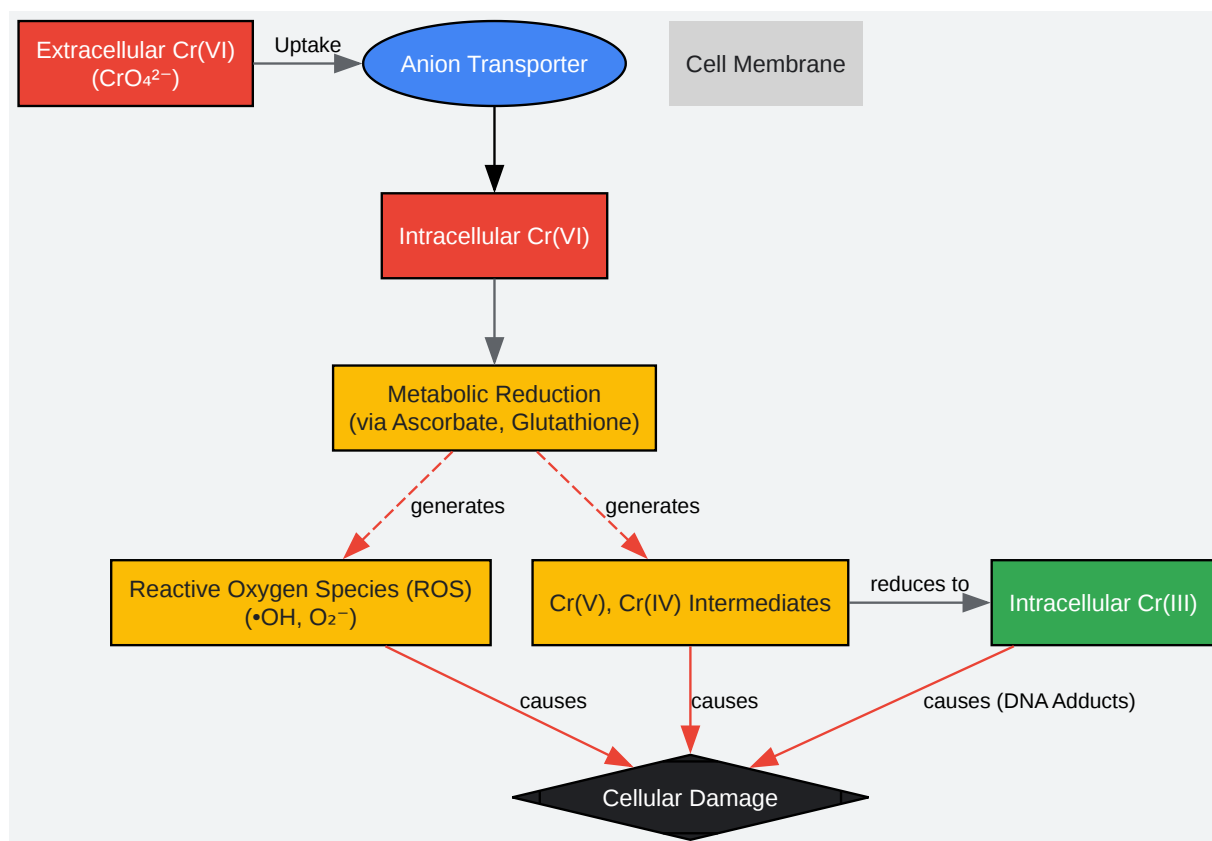 Extracellular Cr(VI)
(CrO₄²⁻)
Uptake
Anion Transporter
Cell Membrane
Intracellular Cr(VI)
Metabolic Reduction
(via Ascorbate, Glutathione)
generates
generates
Reactive Oxygen Species (ROS)
(•OH, O₂⁻)
Cr(V), Cr(IV) Intermediates
reduces to
Intracellular Cr(III)
causes
causes
causes (DNA Adducts)
Cellular Damage